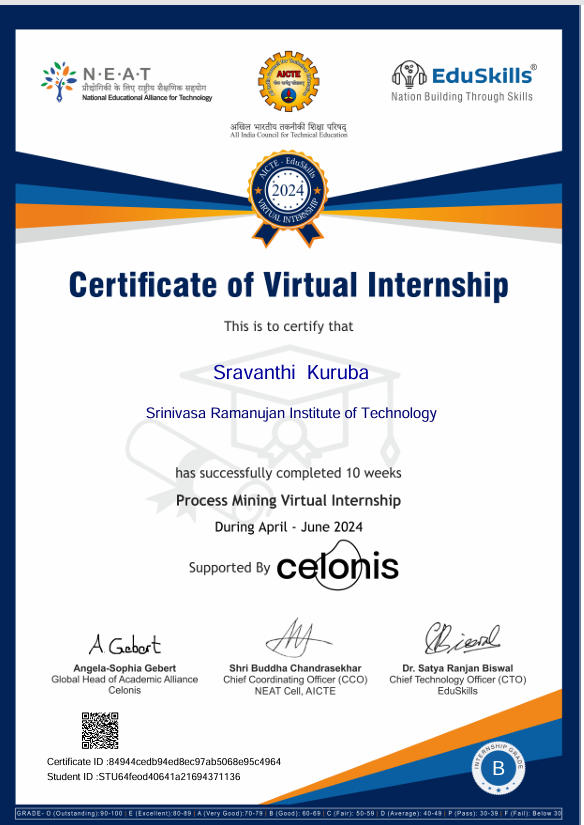 N·E·A·T
प्रौद्योगिकी के लिए राष्ट्रीय शैक्षणिक सहयोग
National Educational Alliance for Technology
AICTE
अखिल भारतीय तकनीकी शिक्षा परिषद्
All India Council for Technical Education
EduSkills®
Nation Building Through Skills
AICTE - EduSkills
2024
VIRTUAL INTERNSHIP
Certificate of Virtual Internship
This is to certify that
Sravanthi Kuruba
Srinivasa Ramanujan Institute of Technology
has successfully completed 10 weeks
Process Mining Virtual Internship
During April - June 2024
Supported By celonis
A Gebert
Angela-Sophia Gebert
Global Head of Academic Alliance
Celonis
Shri Buddha Chandrasekhar
Chief Coordinating Officer (CCO)
NEAT Cell, AICTE
Dr. Satya Ranjan Biswal
Chief Technology Officer (CTO)
EduSkills
Certificate ID :84944cedb94ed8ec97ab5068e95c4964
Student ID :STU64feod40641a21694371136
INTERNSHIP GRADE
B
GRADE- O (Outstanding):90-100 | E (Excellent):80-89 | A (Very Good):70-79 | B (Good): 60-69 | C (Fair): 50-59 | D (Average): 40-49 | P (Pass): 30-39 | F (Fail): Below 30